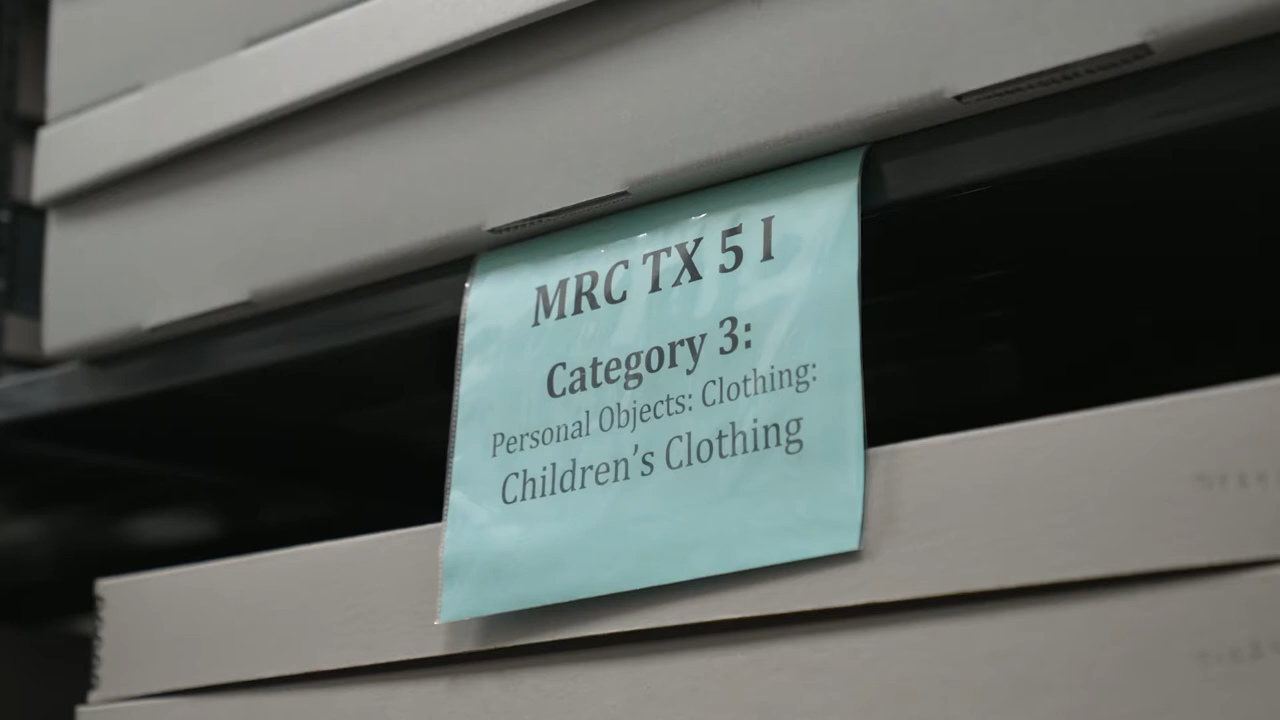 MRC TX 5 I
Category 3:
Personal Objects: Clothing:
Children's Clothing